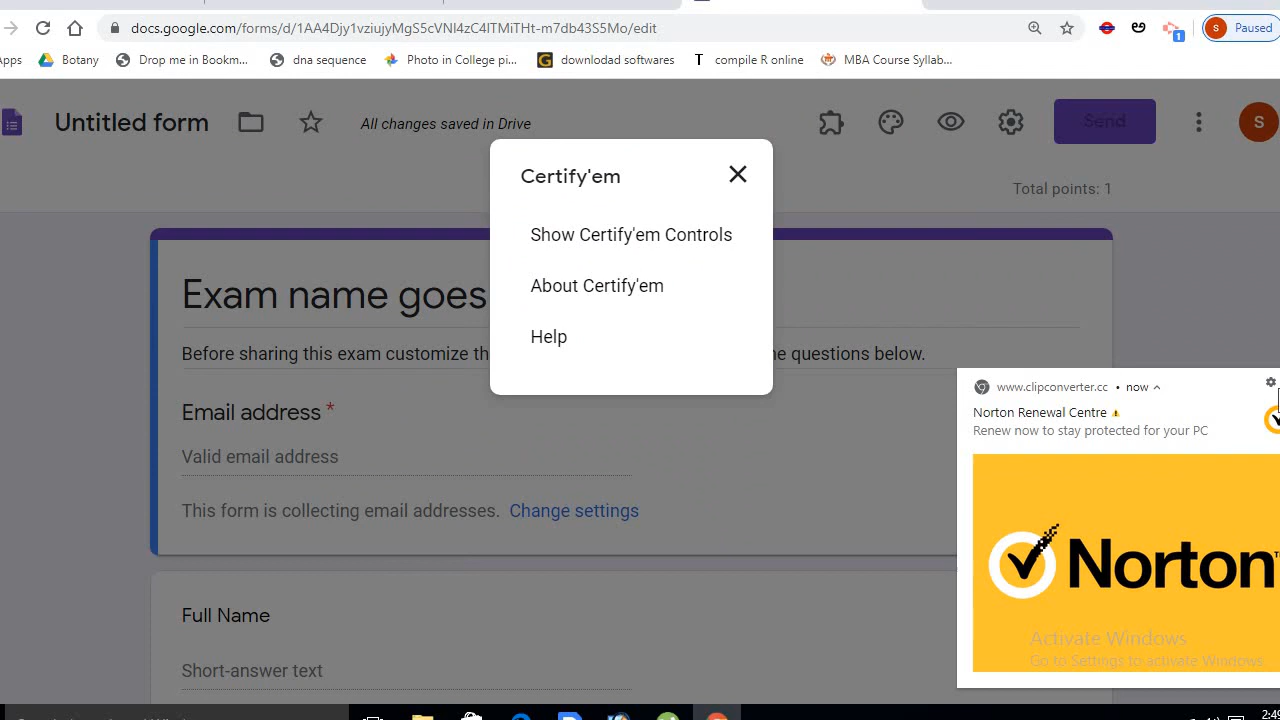 docs.google.com/forms/d/1AA4Djy1vziujyMgS5cVNI4zC4lTMiTHt-m7db43S5Mo/edit
1
S Paused
Botany Drop me in Bookm... dna sequence Photo in College pi... G downlodad softwares T compile R online MBA Course Syllab...
Untitled form
All changes saved in Drive
Send
S
Total points: 1
Certify'em
Show Certify'em Controls
About Certify'em
Help
Exam name goes
Before sharing this exam customize
questions below.
Email address *
Valid email address
This form is collecting email addresses. Change settings
Full Name
Short-answer text
www.clipconverter.cc • now
Norton Renewal Centre
Renew now to stay protected for your PC
Norton
Activate Windows
Go to Settings to activate Windows.